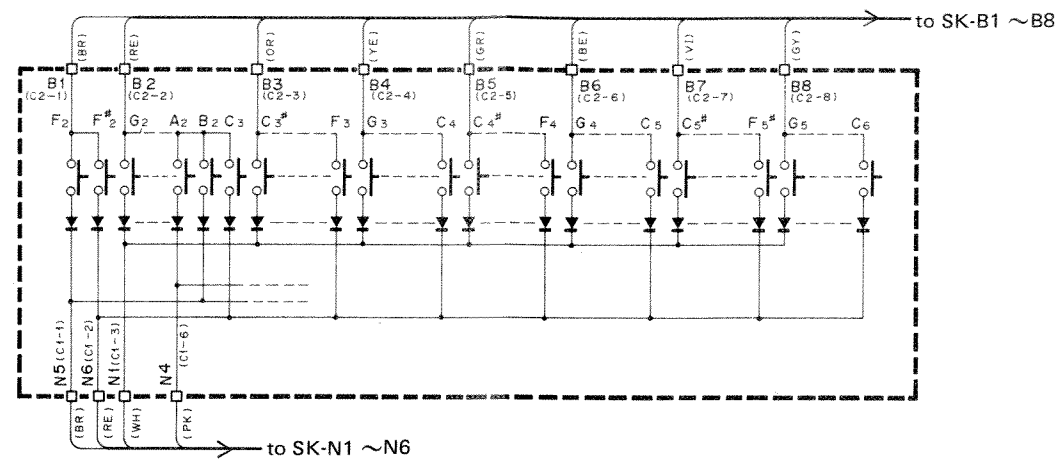 to SK-B1 ~B8
(BR) (RE) (OR) (YE) (GR) (BE) (VI) (GY)
B1 B2 B3 B4 B5 B6 B7 B8
(C2-1) (C2-2) (C2-3) (C2-4) (C2-5) (C2-6) (C2-7) (C2-8)
F2 F#2 G2 A2 B2 C3 C3# F3 G3 C4 C4# F4 G4 C5 C5# F5# G5 C6
N5(C1-1) N6(C1-2) N1(C1-3) N4 (C1-6)
(BR) (RE) (WH) (PK)
to SK-N1 ~N6